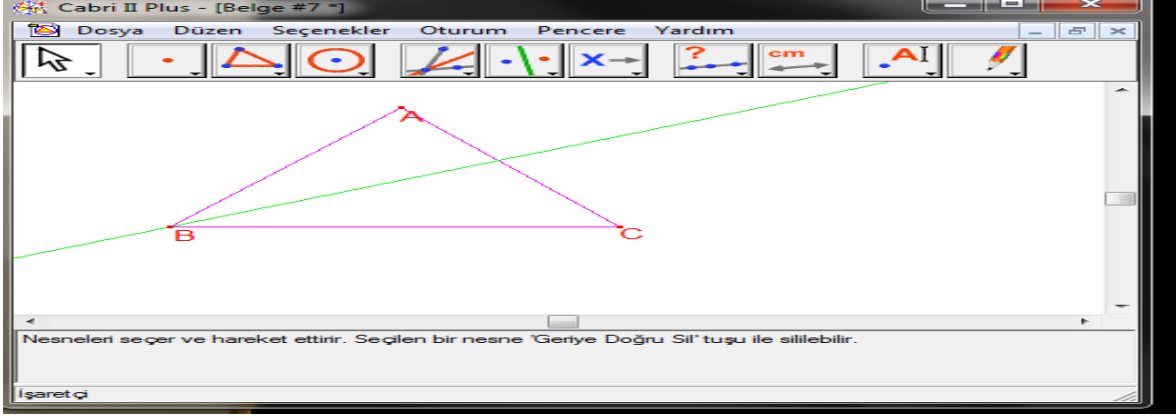 Cabri II Plus - [Belge #7 *]
Dosya Düzen Seçenekler Oturum Pencere Yardım
? cm A
A
B
C
Nesneleri seçer ve hareket ettirir. Seçilen bir nesne "Geriye Doğru Sil" tuşu ile sililebilir.
İşaretçi